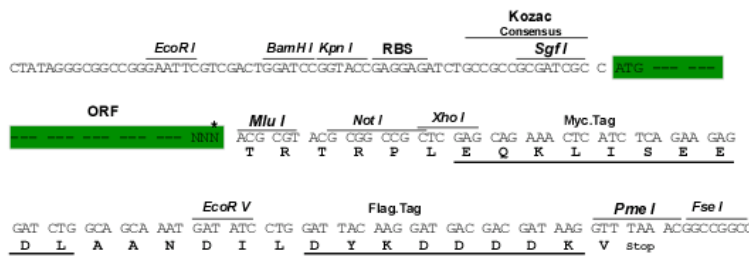 Kozac
Consensus
EcoR I BamH I Kpn I RBS Sgf I
CTATAGGGCGGCCGGGAATTCGTCGACTGGATCCGGTACCGAGGAGATCTGCCGCCGCGATCGC C ATG --- ---
ORF
Mlu I Not I Xho I Myc.Tag
*
--- --- --- --- --- --- NNN ACG CGT ACG CGG CCG CTC GAG CAG AAA CTC ATC TCA GAA GAG
T R T R P L E Q K L I S E E
EcoR V Flag.Tag Pme I Fse I
GAT CTG GCA GCA AAT GAT ATC CTG GAT TAC AAG GAT GAC GAC GAT AAG GTT TAA ACGGCCGGCC
D L A A N D I L D Y K D D D D K V Stop